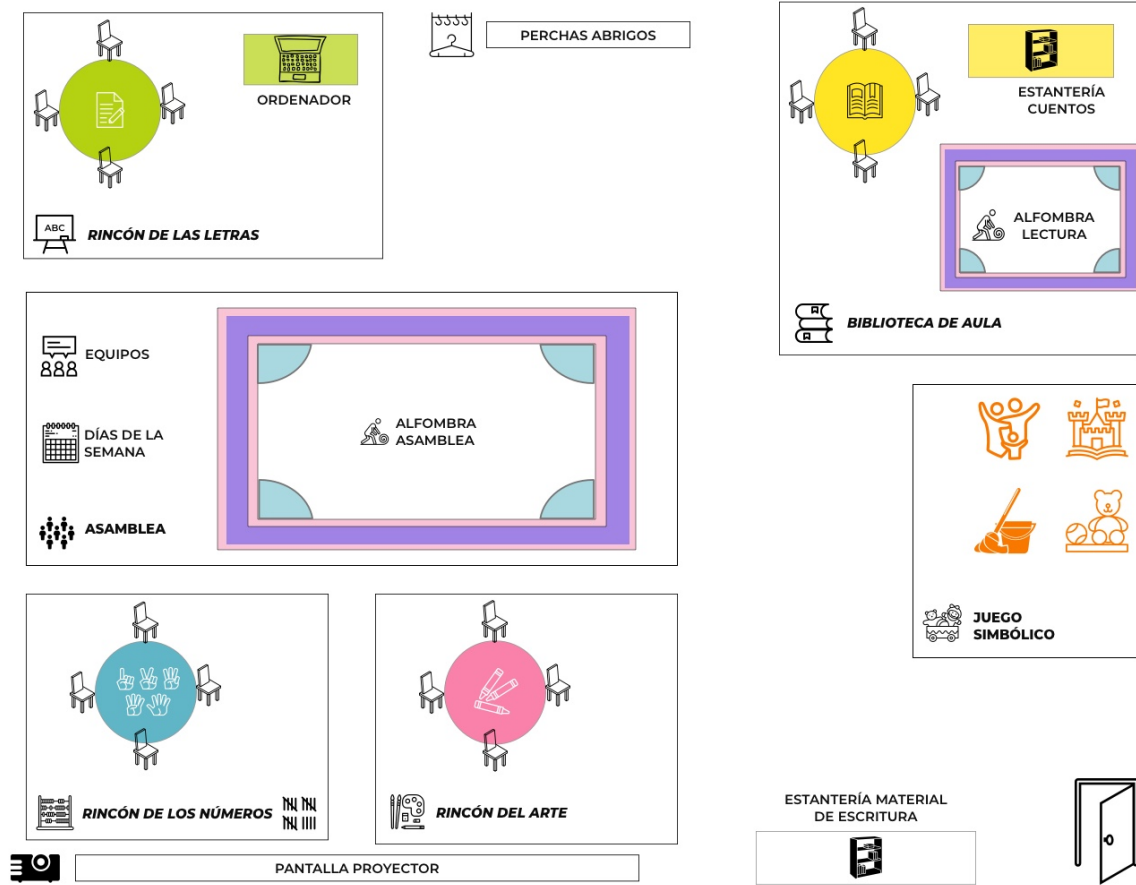 PERCHAS ABRIGOS
ORDENADOR
ABC
RINCÓN DE LAS LETRAS
ESTANTERÍA
CUENTOS
ALFOMBRA
LECTURA
BIBLIOTECA DE AULA
EQUIPOS
DÍAS DE LA
SEMANA
ASAMBLEA
ALFOMBRA
ASAMBLEA
JUEGO
SIMBÓLICO
RINCÓN DE LOS NÚMEROS
RINCÓN DEL ARTE
ESTANTERÍA MATERIAL
DE ESCRITURA
PANTALLA PROYECTOR